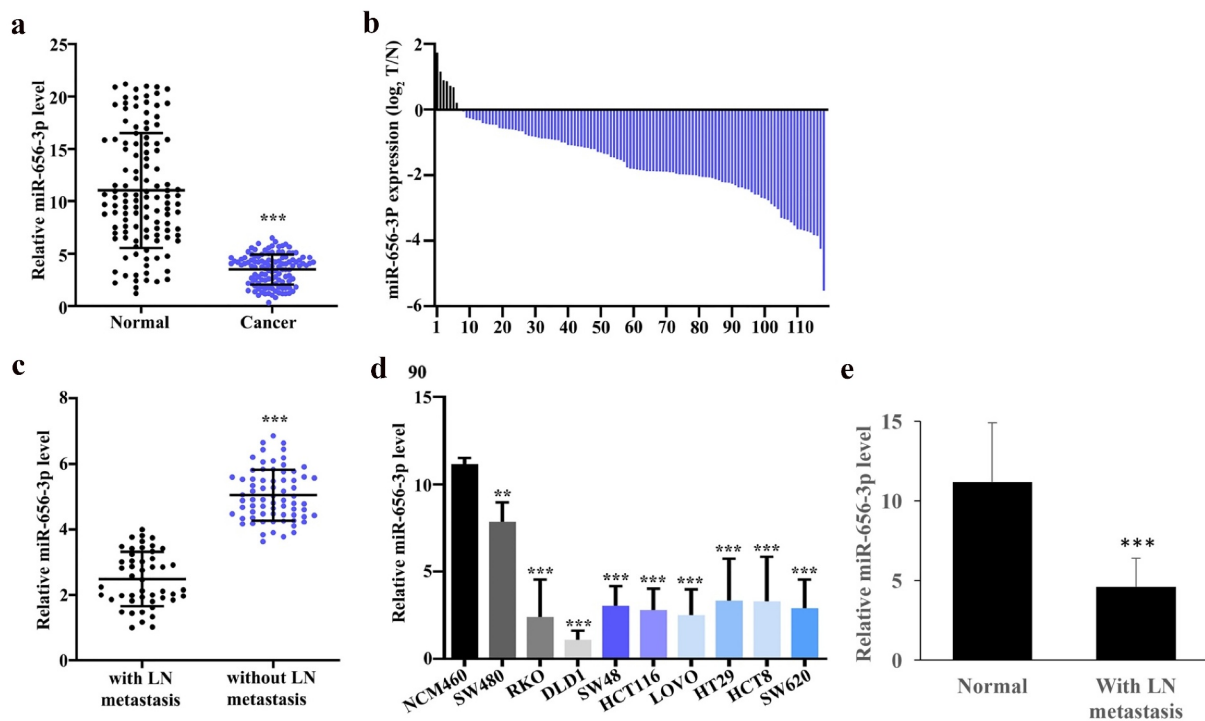 a
Relative miR-656-3p level
25
20
15
10
5
0
***
Normal
Cancer
b
miR-656-3P expression (log2 T/N)
2
0
-2
-4
-6
1
10
20
30
40
50
60
70
80
90
100
110
c
Relative miR-656-3p level
8
6
4
2
0
***
with LN
metastasis
without LN
metastasis
d
90
Relative miR-656-3p level
15
10
5
0
**
***
***
***
***
***
***
***
***
NCM460
SW480
RKO
DLD1
SW48
HCT116
LOVO
HT29
HCT8
SW620
e
Relative miR-656-3p level
15
10
5
0
***
Normal
With LN
metastasis